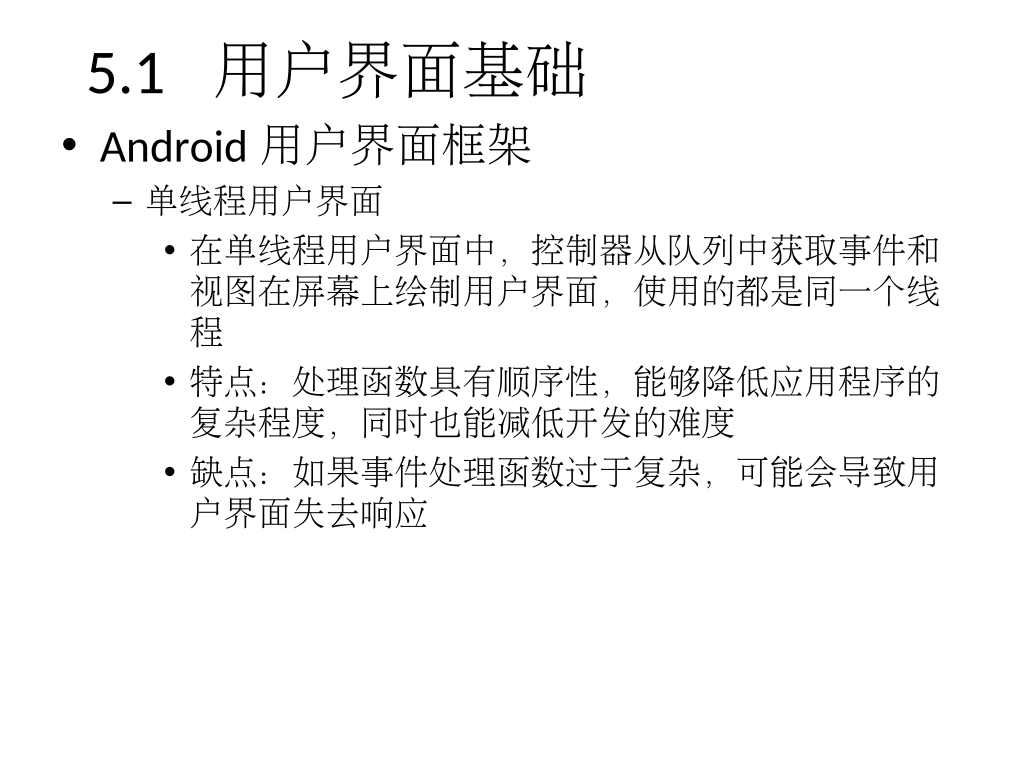 5.1 用户界面基础
• Android 用户界面框架
– 单线程用户界面
• 在单线程用户界面中，控制器从队列中获取事件和
视图在屏幕上绘制用户界面，使用的都是同一个线
程
• 特点：处理函数具有顺序性，能够降低应用程序的
复杂程度，同时也能减低开发的难度
• 缺点：如果事件处理函数过于复杂，可能会导致用
户界面失去响应